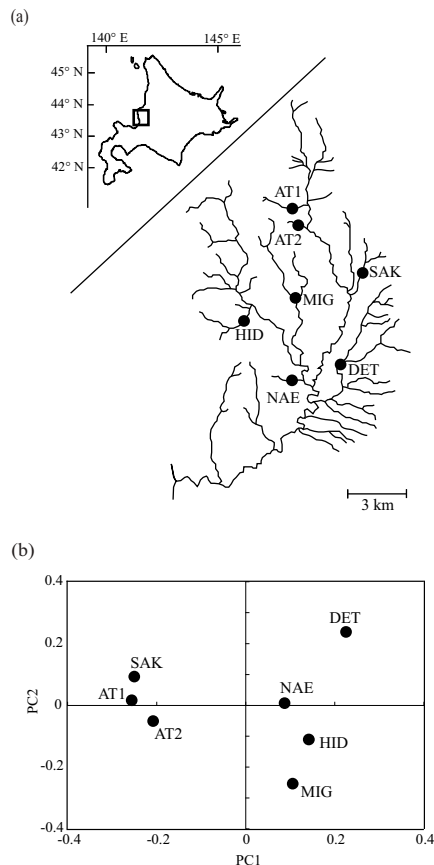 (a)
140° E
145° E
45° N
44° N
43° N
42° N
AT1
AT2
SAK
MIG
HID
DET
NAE
3 km
(b)
0.4
0.2
0
-0.2
-0.4
PC2
DET
SAK
AT1
NAE
AT2
HID
MIG
-0.4
-0.2
0
0.2
0.4
PC1